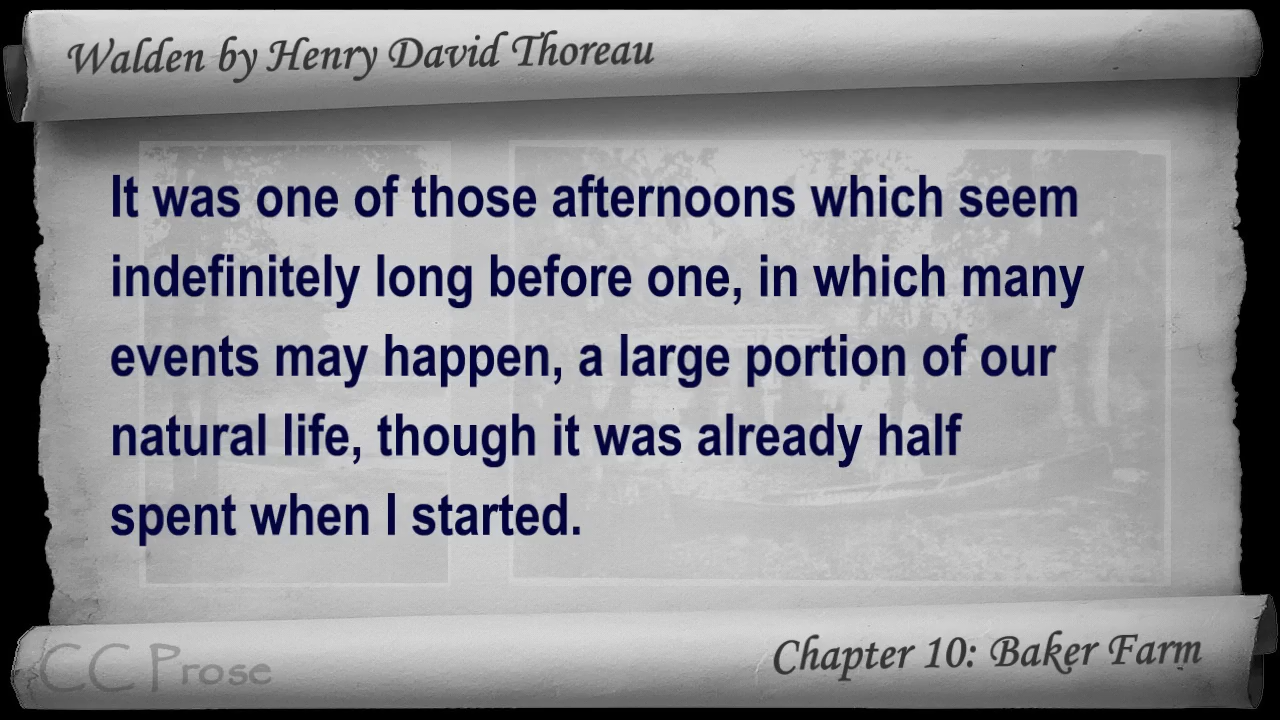 Walden by Henry David Thoreau
It was one of those afternoons which seem
indefinitely long before one, in which many
events may happen, a large portion of our
natural life, though it was already half
spent when I started.
CC Prose
Chapter 10: Baker Farm